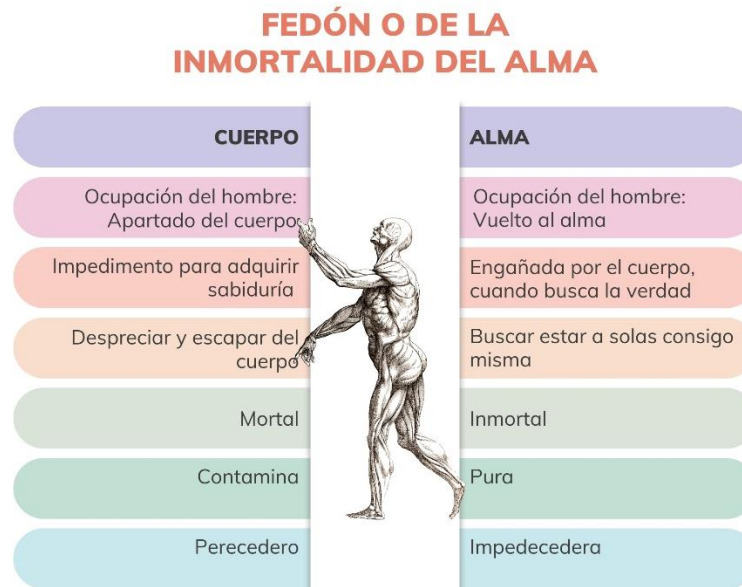 FEDÓN O DE LA
INMORTALIDAD DEL ALMA
CUERPO
ALMA
Ocupación del hombre:
Apartado del cuerpo
Ocupación del hombre:
Vuelto al alma
Impedimento para adquirir
sabiduría
Engañada por el cuerpo,
cuando busca la verdad
Despreciar y escapar del
cuerpo
Buscar estar a solas consigo
misma
Mortal
Inmortal
Contamina
Pura
Perecedero
Impedecedera